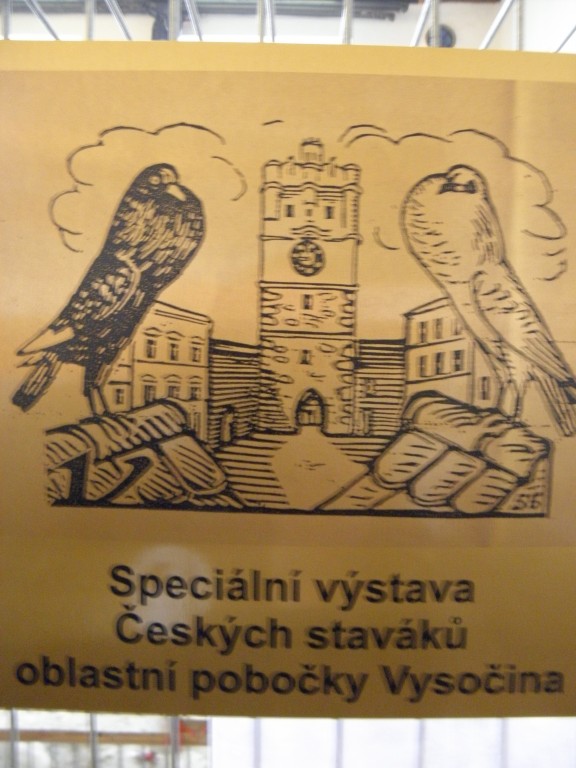 Speciální výstava
Českých staváků
oblastní pobočky Vysočina